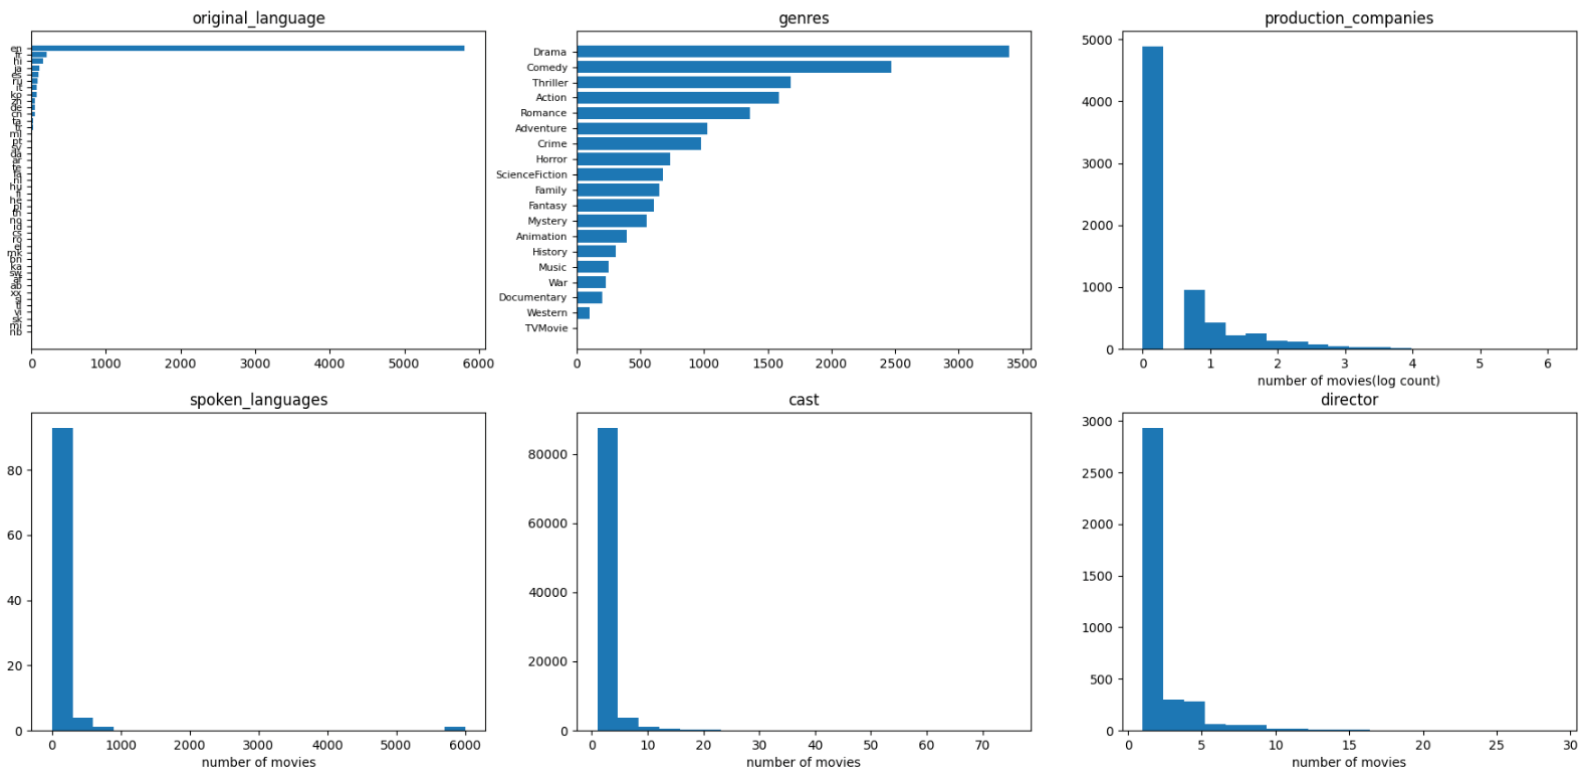 original_language
mk
nb
0
1000
2000
3000
4000
5000
6000
genres
Drama
Comedy
Thriller
Action
Romance
Adventure
Crime
Horror
ScienceFiction
Family
Fantasy
Mystery
Animation
History
Music
War
Documentary
Western
TVMovie
0
500
1000
1500
2000
2500
3000
3500
production_companies
5000
4000
3000
2000
1000
0
0
1
2
3
4
5
6
number of movies(log count)
spoken_languages
80
60
40
20
0
0
1000
2000
3000
4000
5000
6000
number of movies
cast
80000
60000
40000
20000
0
0
10
20
30
40
50
60
70
number of movies
director
3000
2500
2000
1500
1000
500
0
0
5
10
15
20
25
30
number of movies